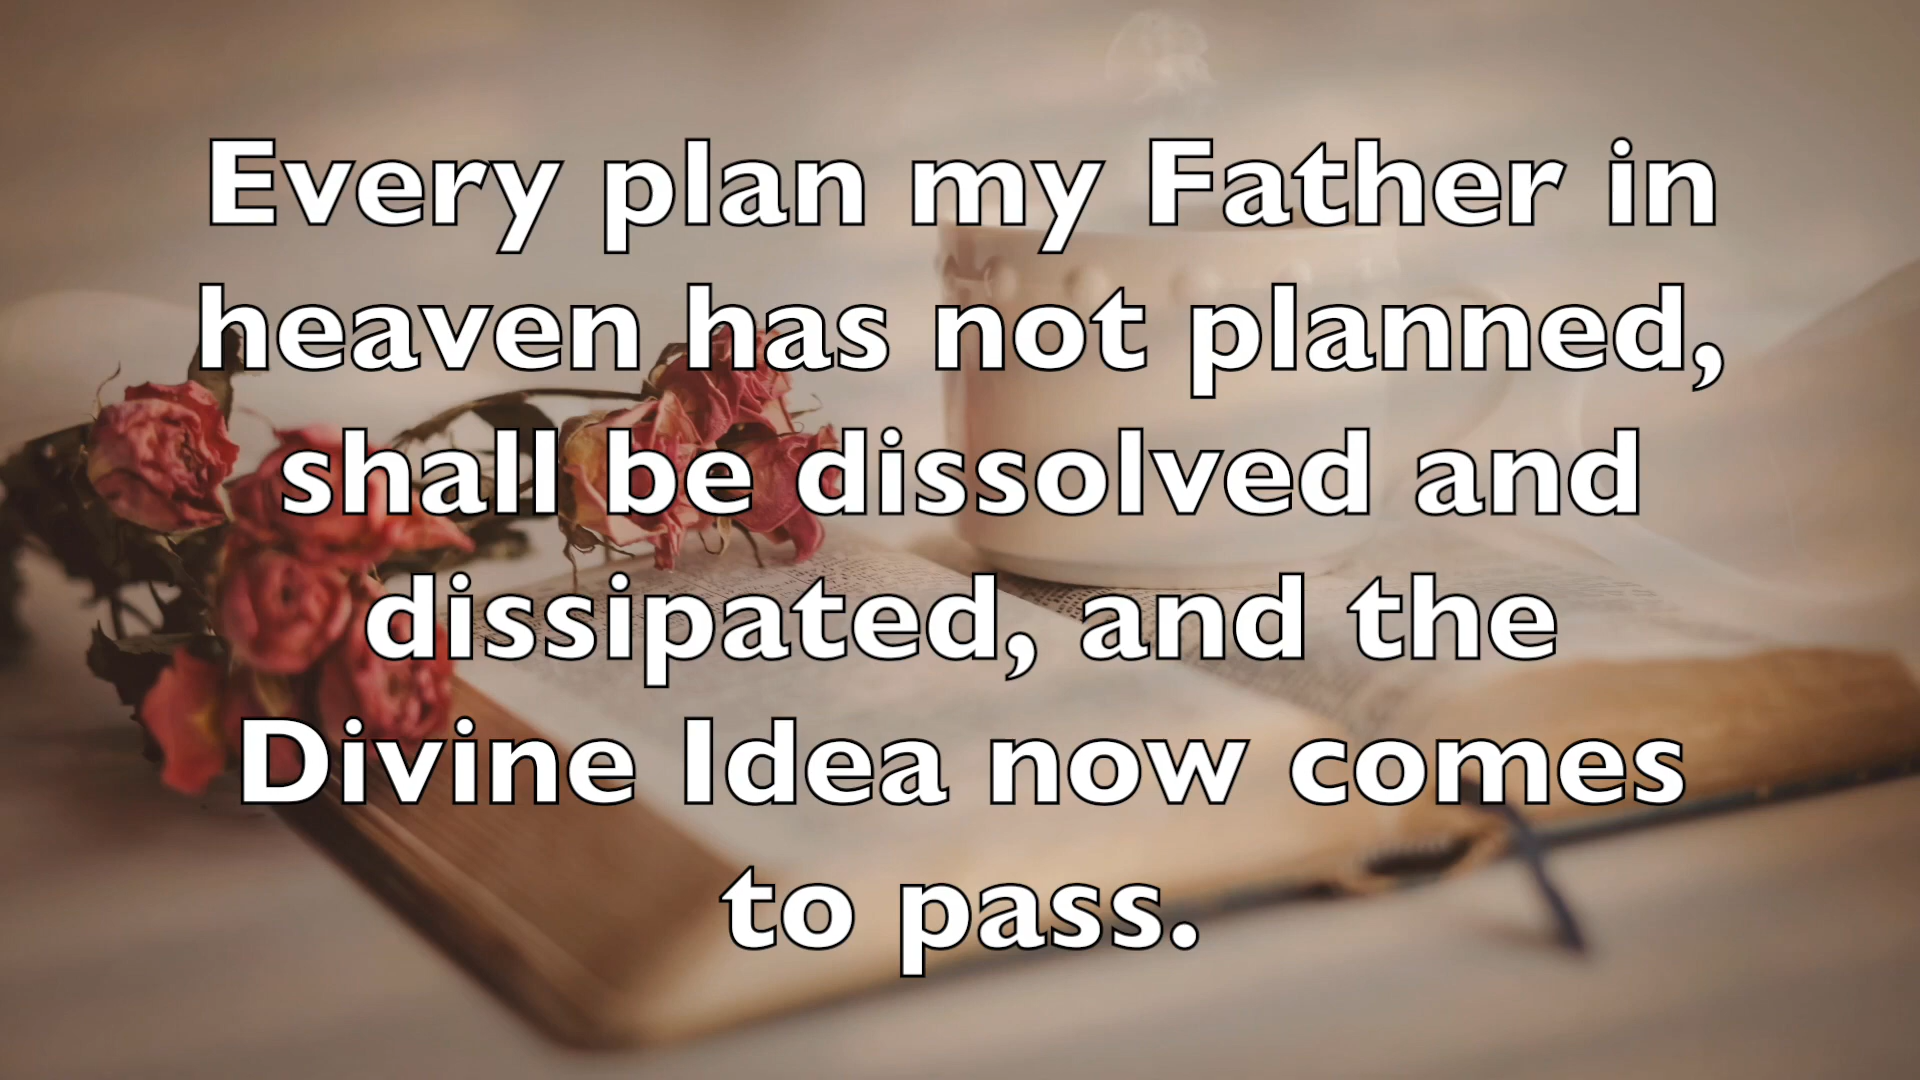 Every plan my Father in
heaven has not planned,
shall be dissolved and
dissipated, and the
Divine Idea now comes
to pass.